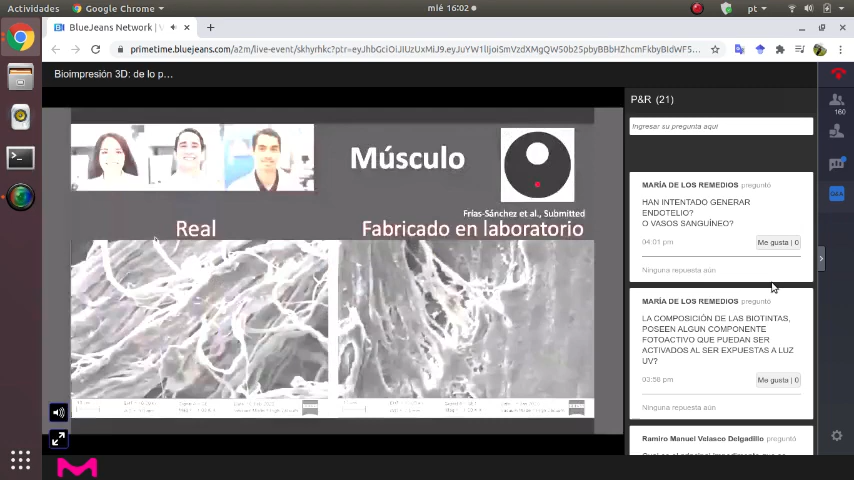 Actividades
Google Chrome
mié 16:02
pt
BlueJeans Network | V
primetime.bluejeans.com/a2m/live-event/skhyrhkc?ptr=
Bioimpresión 3D: de lo p…
Músculo
Frías-Sánchez et al., Submitted
Real
Fabricado en laboratorio
P&R (21)
Ingresar su pregunta aquí
MARÍA DE LOS REMEDIOS preguntó
HAN INTENTADO GENERAR
ENDOTELIO?
O VASOS SANGUÍNEO?
04:01 pm
Me gusta | 0
Ninguna repuesta aún
MARÍA DE LOS REMEDIOS preguntó
LA COMPOSICIÓN DE LAS BIOTINTAS,
POSEEN ALGUN COMPONENTE
FOTOACTIVO QUE PUEDAN SER
ACTIVADOS AL SER EXPUESTAS A LUZ
UV?
03:58 pm
Me gusta | 0
Ninguna repuesta aún
Ramiro Manuel Velasco Delgadillo preguntó
160
Q&A